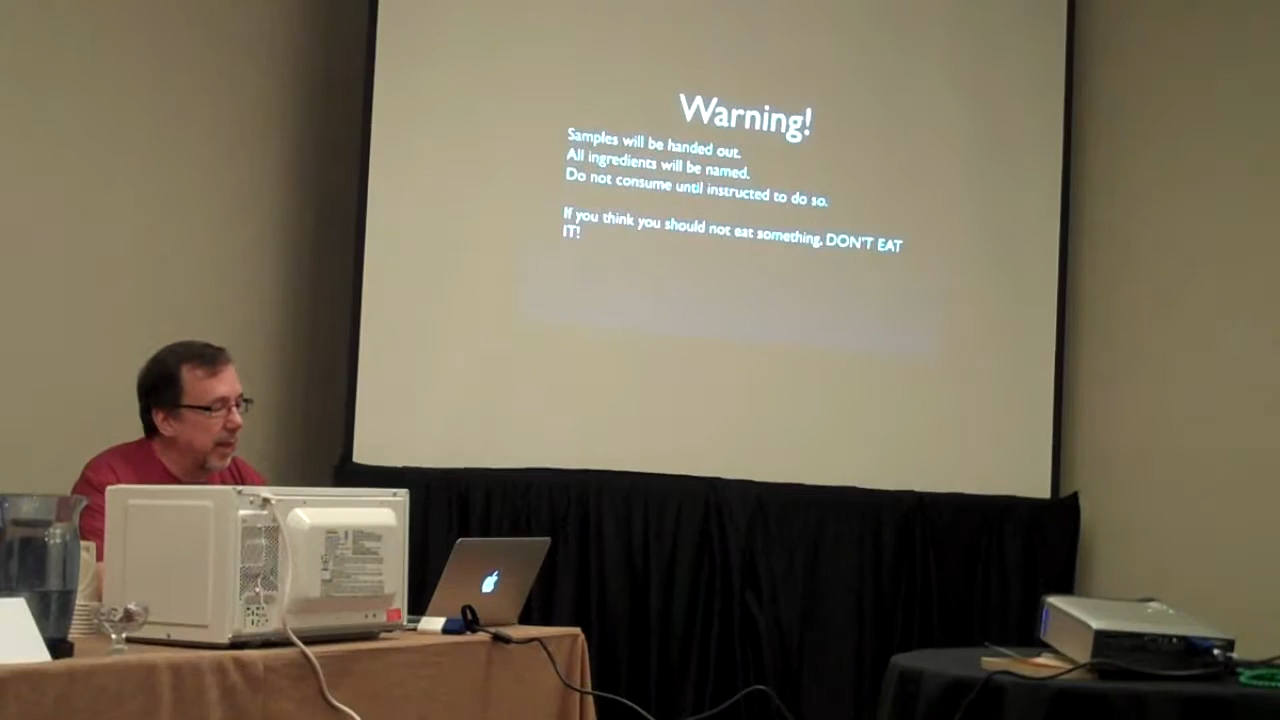 Warning!
Samples will be handed out.
All ingredients will be named.
Do not consume until instructed to do so.
If you think you should not eat something, DON'T EAT
IT!